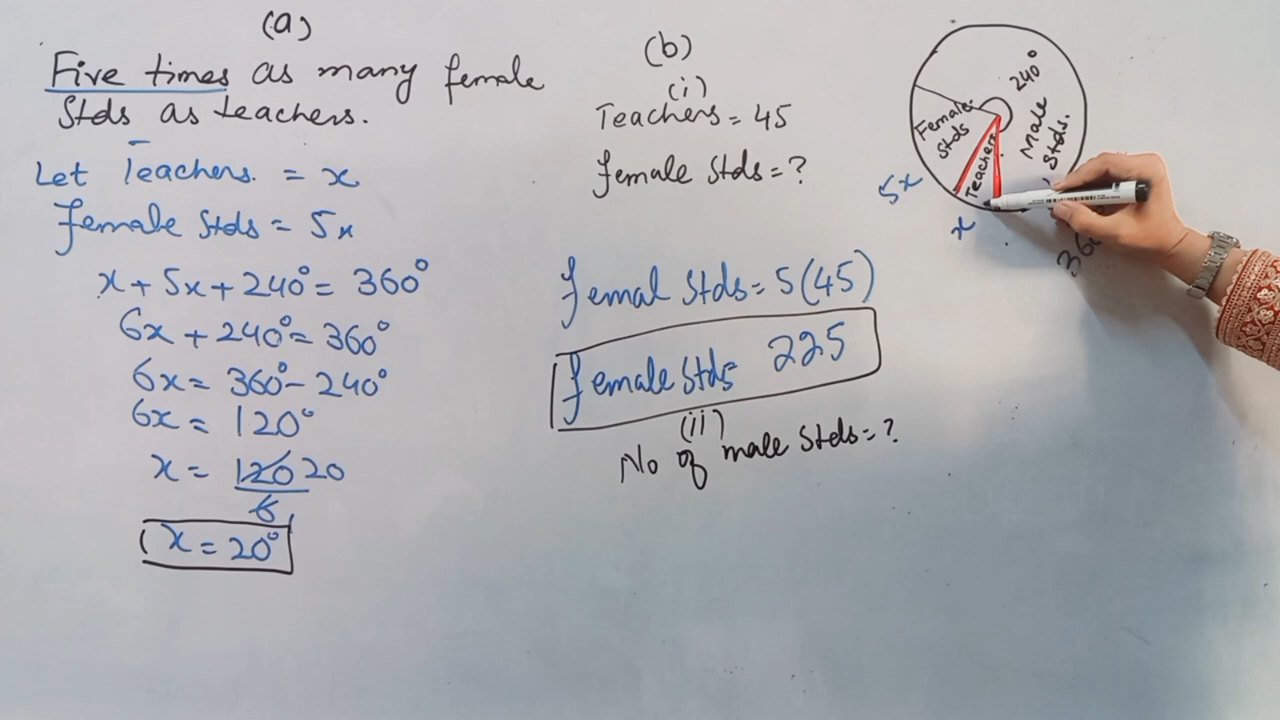 (a)
Five times as many female
Stds as teachers.
Let Teachers. = x
female Stds = 5x
x + 5x + 240° = 360°
6x + 240° = 360°
6x = 360° - 240°
6x = 120°
x = 120 20
6
x = 20°
(b)
(i)
Teachers = 45
female Stds = ?
femal Stds = 5(45)
female Stds 225
(ii)
No of male Stds = ?
240°
Male
Stds.
Female
stds
Teachers
5x
x